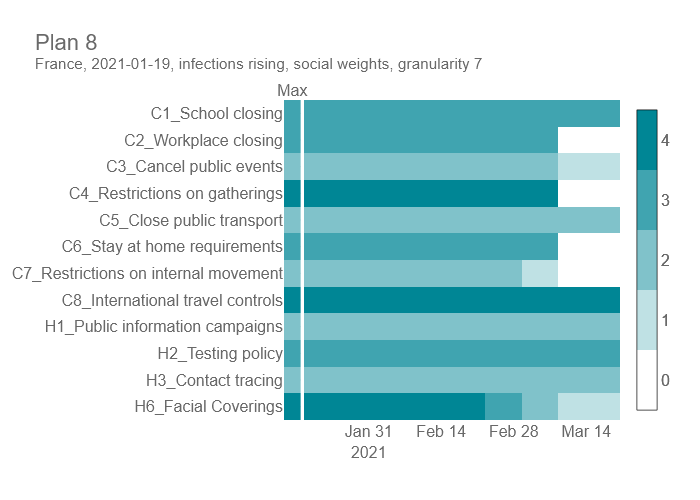 Plan 8
France, 2021-01-19, infections rising, social weights, granularity 7
Max
C1_School closing
C2_Workplace closing
C3_Cancel public events
C4_Restrictions on gatherings
C5_Close public transport
C6_Stay at home requirements
C7_Restrictions on internal movement
C8_International travel controls
H1_Public information campaigns
H2_Testing policy
H3_Contact tracing
H6_Facial Coverings
4
3
2
1
0
Jan 31 Feb 14 Feb 28 Mar 14
2021